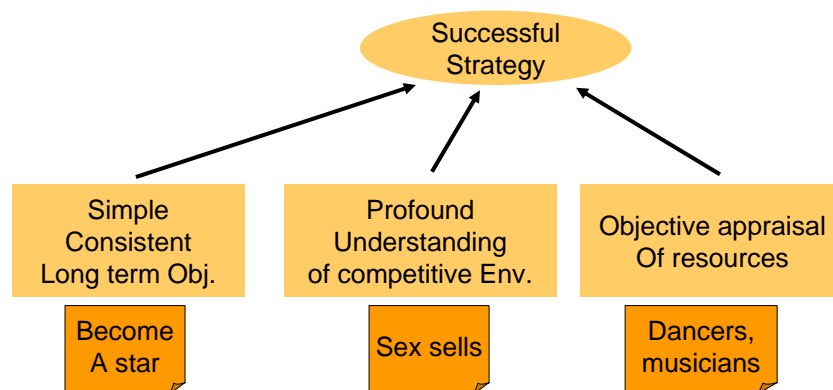 Successful
Strategy
Simple
Consistent
Long term Obj.
Profound
Understanding
of competitive Env.
Objective appraisal
Of resources
Become
A star
Sex sells
Dancers,
musicians